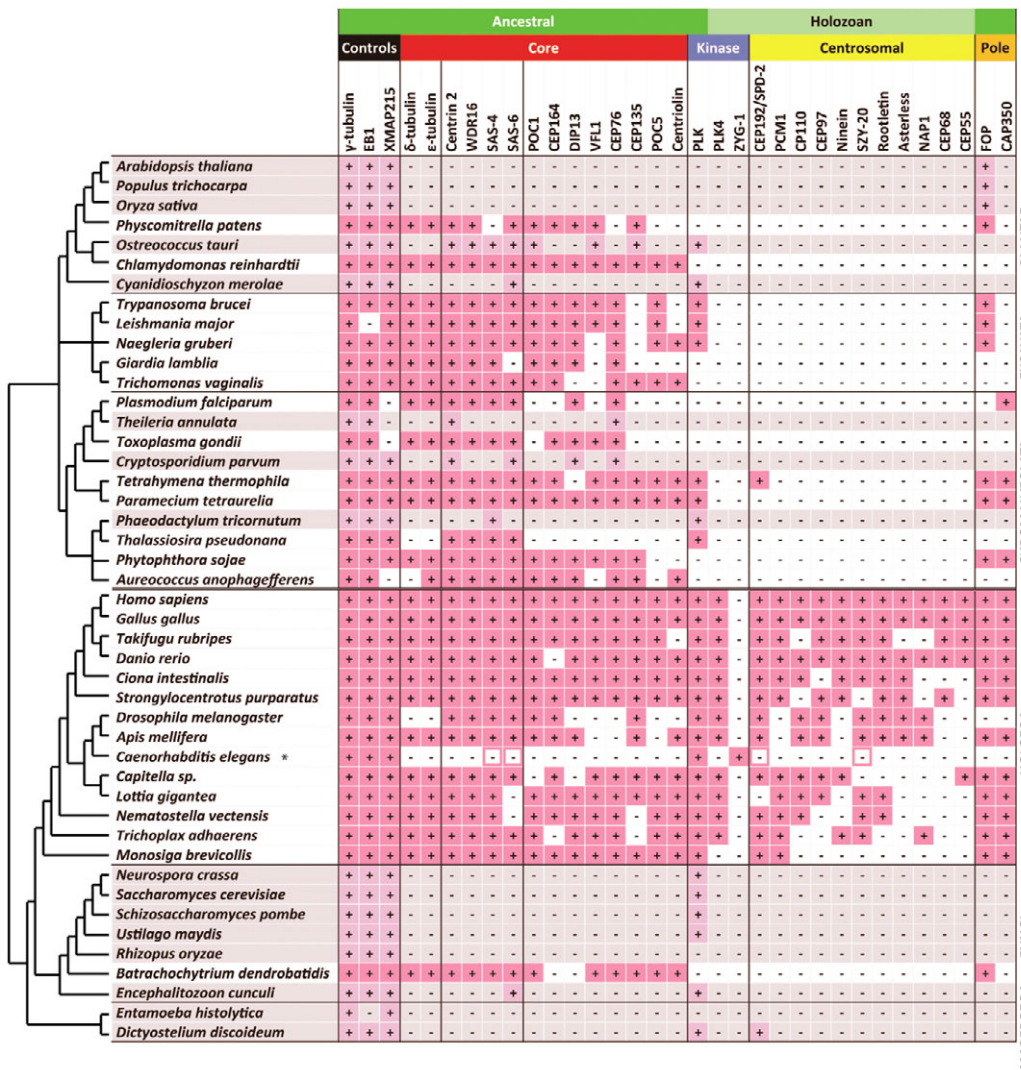 Ancestral Holozoan
Controls Core Kinase Centrosomal Pole
γ-tubulin EB1 XMAP215 δ-tubulin ε-tubulin Centrin 2 WDR16 SAS-4 SAS-6 POC1 CEP164 DIP13 VFL1 CEP76 CEP135 POC5 Centriolin PLK PLK4 ZYG-1 CEP192/SPD-2 PCM1 CP110 CEP97 Ninein SZY-20 Rootletin Asterless NAP1 CEP68 CEP55 FOP CAP350
Arabidopsis thaliana + + + - - - - - - - - - - - - - - - - - - - - - - - - - - - - + -
Populus trichocarpa + + + - - - - - - - - - - - - - - - - - - - - - - - - - - - - + -
Oryza sativa + + + - - - - - - - - - - - - - - - - - - - - - - - - - - - - + -
Physcomitrella patens + + + + + + + - + + + + + - + - - - - - - - - - - - - - - - - + -
Ostreococcus tauri + + + - - + + + + + - - + - + - - + - - - - - - - - - - - - - - -
Chlamydomonas reinhardtii + + + + + + + + + + + + + + + + + - - - - - - - - - - - - - - - -
Cyanidioschyzon merolae + + + - - - - - + - - - - - - - - + - - - - - - - - - - - - - - -
Trypanosoma brucei + + + + + + + + + + + + + + - + - + - - - - - - - - - - - - - + -
Leishmania major + - + + + + + + + + + + + + - + - + - - - - - - - - - - - - - + -
Naegleria gruberi + + + + + + + + + + + + - + - + + + - - - - - - - - - - - - - + -
Giardia lamblia + + + + + + + + - + + + - + - - - - - - - - - - - - - - - - - - -
Trichomonas vaginalis + + + + + + + + + + + - - + + + + - - - - - - - - - - - - - - - -
Plasmodium falciparum + + - + + + + + + - - + - + - - - - - - - - - - - - - - - - - - +
Theileria annulata + + - - - + - - - - - - - + - - - - - - - - - - - - - - - - - - -
Toxoplasma gondii + + - + + + + + + - + + + + - - - - - - - - - - - - - - - - - - -
Cryptosporidium parvum + + + - - + - - + - - + - + - - - - - - - - - - - - - - - - - - -
Tetrahymena thermophila + + + + + + + + + + + - + + + + + + - - + - - - - - - - - - - + +
Paramecium tetraurelia + + + + + + + + + + + + + + + + + + - - - - - - - - - - - - - + +
Phaeodactylum tricornutum + + + - - - - + - - - - - - - - - + - - - - - - - - - - - - - - -
Thalassiosira pseudonana + + + - - + + + + - - - - - - - - + - - - - - - - - - - - - - - -
Phytophthora sojae + + + + + + + + + + + + + + + - - - - - - - - - - - - - - - - + +
Aureococcus anophagefferens + + - - + + + + + + + + - + - - + - - - - - - - - - - - - - - - -
Homo sapiens + + + + + + + + + + + + + + + + + + + - + + + + + + + + + + + + +
Gallus gallus + + + + + + + + + + + + + + + + + + + - + + + + + + + + + + + + +
Takifugu rubripes + + + + + + + + + + + + + + + + - + + - + + - + + + + - - + + + +
Danio rerio + + + + + + + + + + - + + + + + + + + - + + + + + + + + + + + + +
Ciona intestinalis + + + + + + + + + + + + + + + + + + + - + + + - + + + + - - - + +
Strongylocentrotus purparatus + + + + + + + + + + + + + + + + + + + - + + - + + - + + - + - + +
Drosophila melanogaster + + + - - + + + + + + - - - + - - + + - + - + + - + + + + - - - -
Apis mellifera + + + + + + + + + + + + - - + - + + + - + - + + - + + + + - - + +
Caenorhabditis elegans * + + + - - - - - - - - - - - - - - + - + - - - - - - - - - - - - -
Capitella sp. + + + + + + + + + - + - + + + + + + + - + + + + + - - - - - + + +
Lottia gigantea + + + + + + + + - + + + + + + + + + + - - + + + - + + - - - - + +
Nematostella vectensis + + + + + + + + + + + + + + - + + + + - + + + - - + + - - - - + +
Trichoplax adhaerens + + + + + + + + + + - + + + - + + + + - + + - - + + - - + - - + +
Monosiga brevicollis + + + + + + + + + + + + + + + + + + - - + + - - - - - - - - - + +
Neurospora crassa + + + - - - - - - - - - - - - - - + - - - - - - - - - - - - - - -
Saccharomyces cerevisiae + + + - - - - - - - - - - - - - - + - - - - - - - - - - - - - - -
Schizosaccharomyces pombe + + + - - - - - - - - - - - - - - + - - - - - - - - - - - - - - -
Ustilago maydis + + + - - - - - - - - - - - - - - + - - - - - - - - - - - - - - -
Rhizopus oryzae + + + - - - - - - - - - - - - - - - - - - - - - - - - - - - - - -
Batrachochytrium dendrobatidis + + + + + + + + + + - - + + + + + - - - - - - - - - - - - - - + -
Encephalitozoon cunculi + + + - - - - - + - - - - - - - - + - - - - - - - - - - - - - - -
Entamoeba histolytica + - + - - - - - - - - - - - - - - - - - - - - - - - - - - - - - -
Dictyostelium discoideum + + + - - - - - - - - - - - - - - + - - + - - - - - - - - - - - -